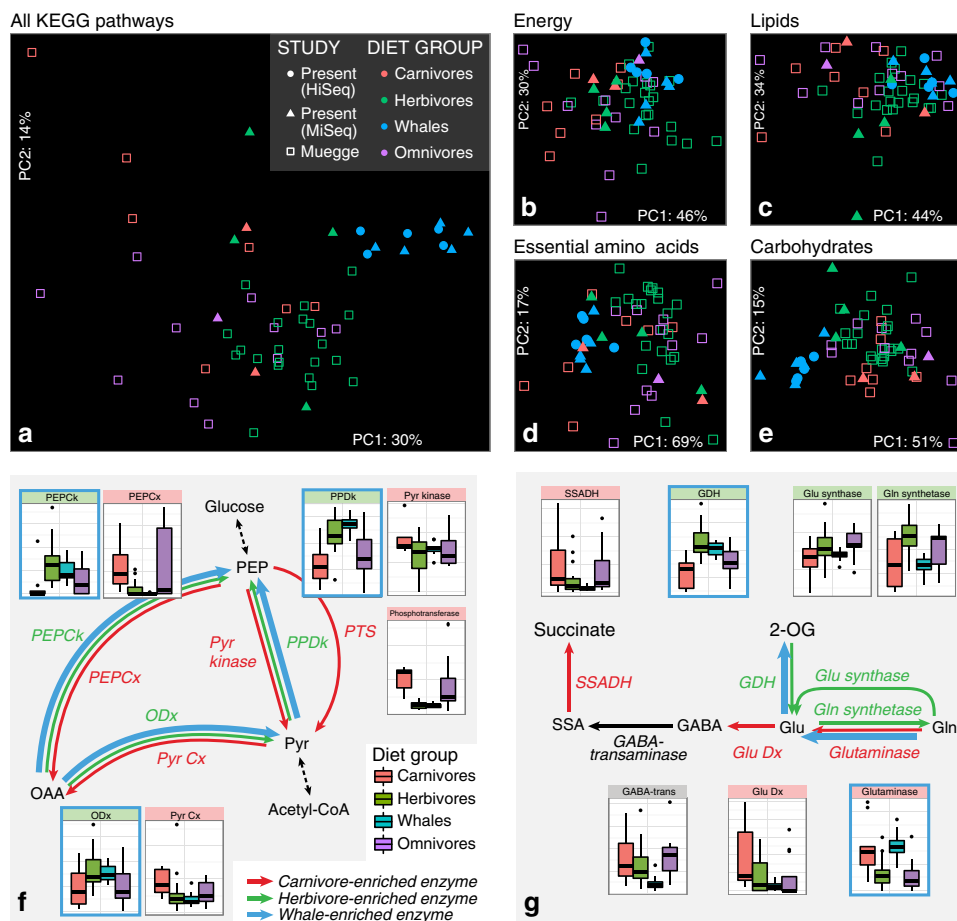 All KEGG pathways
PC2: 14%
PC1: 30%
a
STUDY
Present
(HiSeq)
Present
(MiSeq)
Muegge
DIET GROUP
Carnivores
Herbivores
Whales
Omnivores
Energy
PC2: 30%
PC1: 46%
b
Lipids
PC2: 34%
PC1: 44%
c
Essential amino acids
PC2: 17%
PC1: 69%
d
Carbohydrates
PC2: 15%
PC1: 51%
e
PEPCk
PEPCx
Glucose
PPDk
Pyr kinase
PEP
Phosphotransferase
PEPCk
PEPCx
Pyr
kinase
PPDk
PTS
ODx
Pyr Cx
Pyr
OAA
Acetyl-CoA
Diet group
Carnivores
Herbivores
Whales
Omnivores
ODx
Pyr Cx
Carnivore-enriched enzyme
Herbivore-enriched enzyme
Whale-enriched enzyme
f
SSADH
GDH
Glu synthase
Gln synthetase
Succinate
2-OG
SSADH
GDH
Glu synthase
Gln synthetase
SSA
GABA
Glu
Gln
GABA-
transaminase
Glu Dx
Glutaminase
GABA-trans
Glu Dx
Glutaminase
g